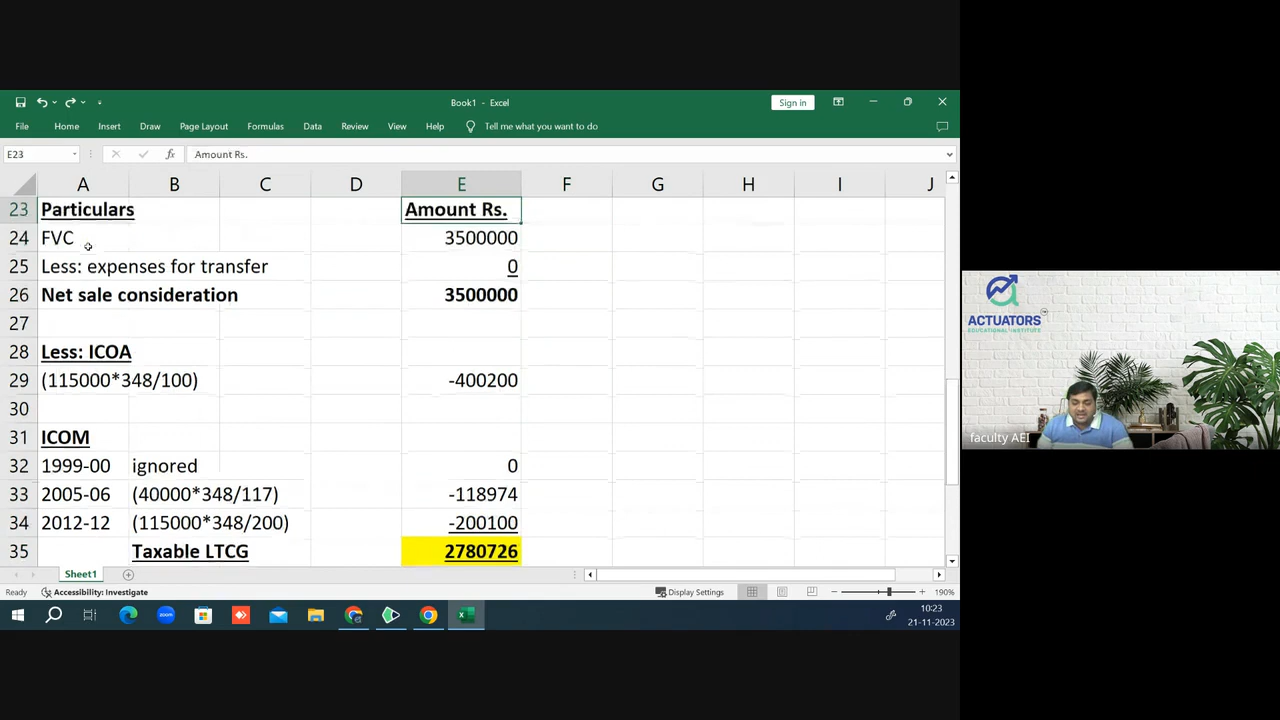 Book1 - Excel
Sign in
File Home Insert Draw Page Layout Formulas Data Review View Help Tell me what you want to do
E23 fx Amount Rs.
A B C D E F G H I J
23 Particulars Amount Rs.
24 FVC 3500000
25 Less: expenses for transfer 0
26 Net sale consideration 3500000
27
28 Less: ICOA
29 (115000*348/100) -400200
30
31 ICOM
32 1999-00 ignored 0
33 2005-06 (40000*348/117) -118974
34 2012-12 (115000*348/200) -200100
35 Taxable LTCG 2780726
Sheet1
Ready Accessibility: Investigate Display Settings 190%
zoom
10:23
21-11-2023
ACTUATORS
EDUCATIONAL INSTITUTE
faculty AEI